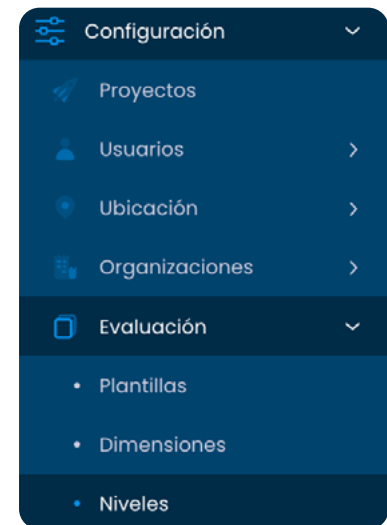 Configuración
Proyectos
Usuarios
Ubicación
Organizaciones
Evaluación
Plantillas
Dimensiones
Niveles